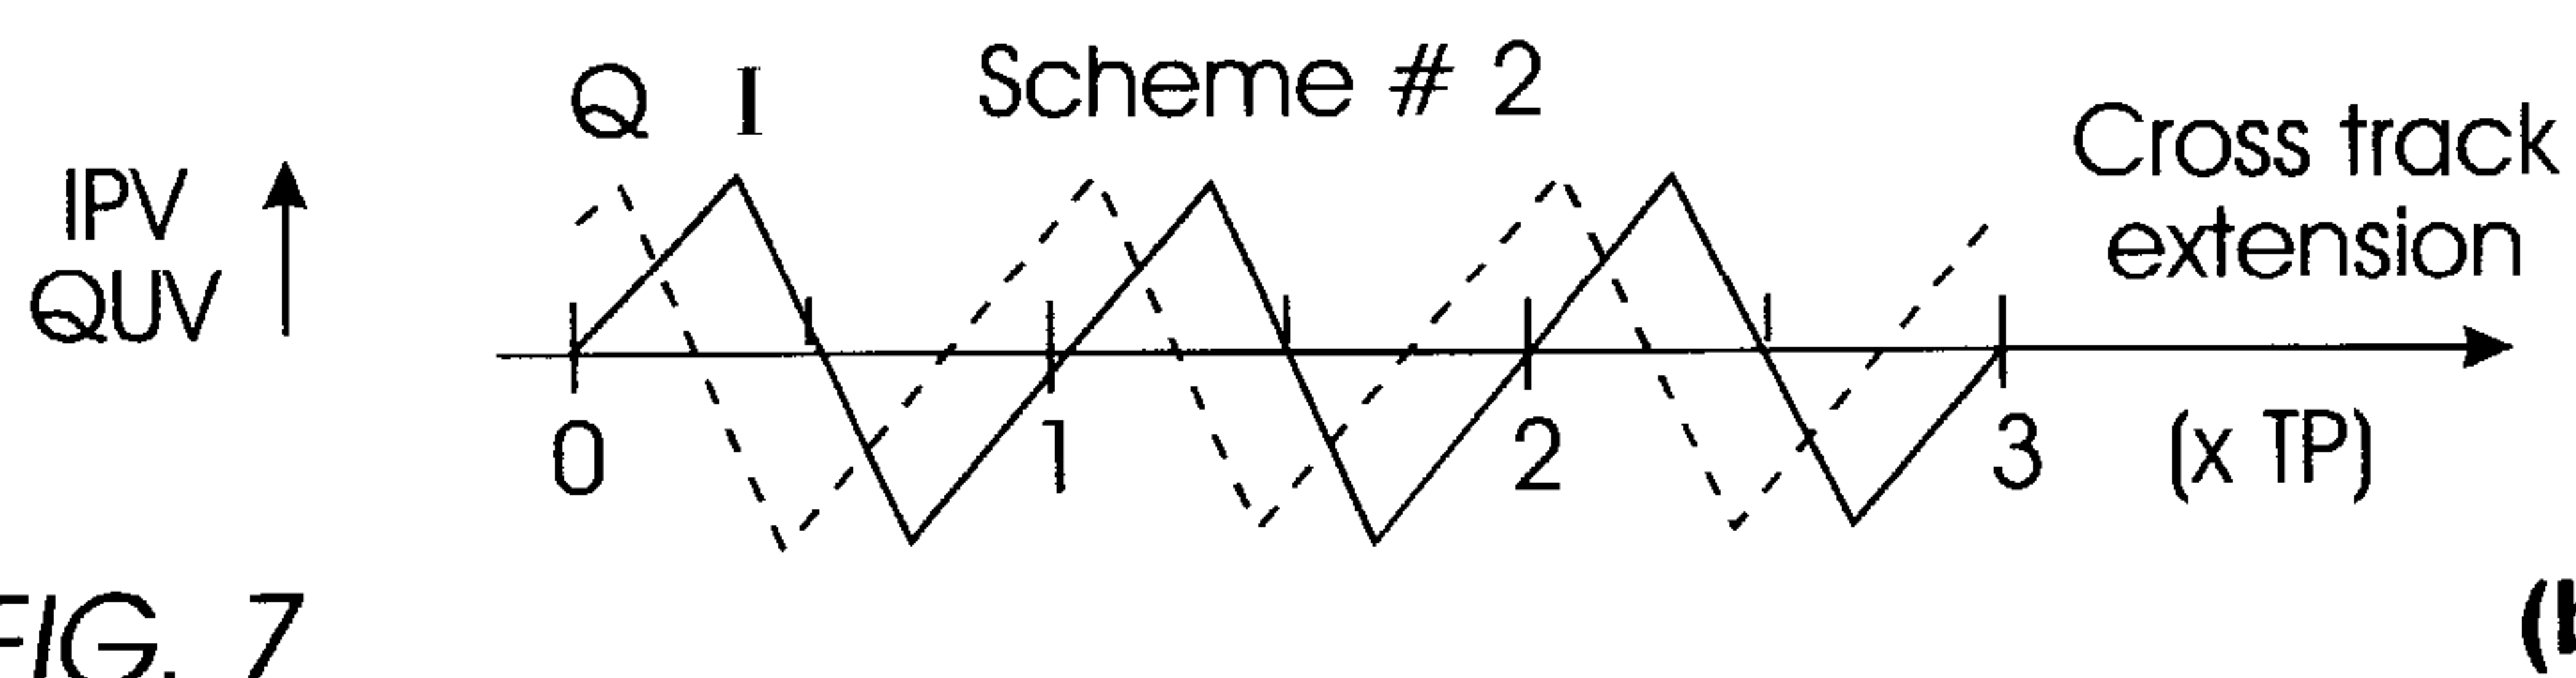 Q I Scheme # 2
Cross track
extension
IPV
QUV
0 1 2 3 (x TP)
FIG. 7